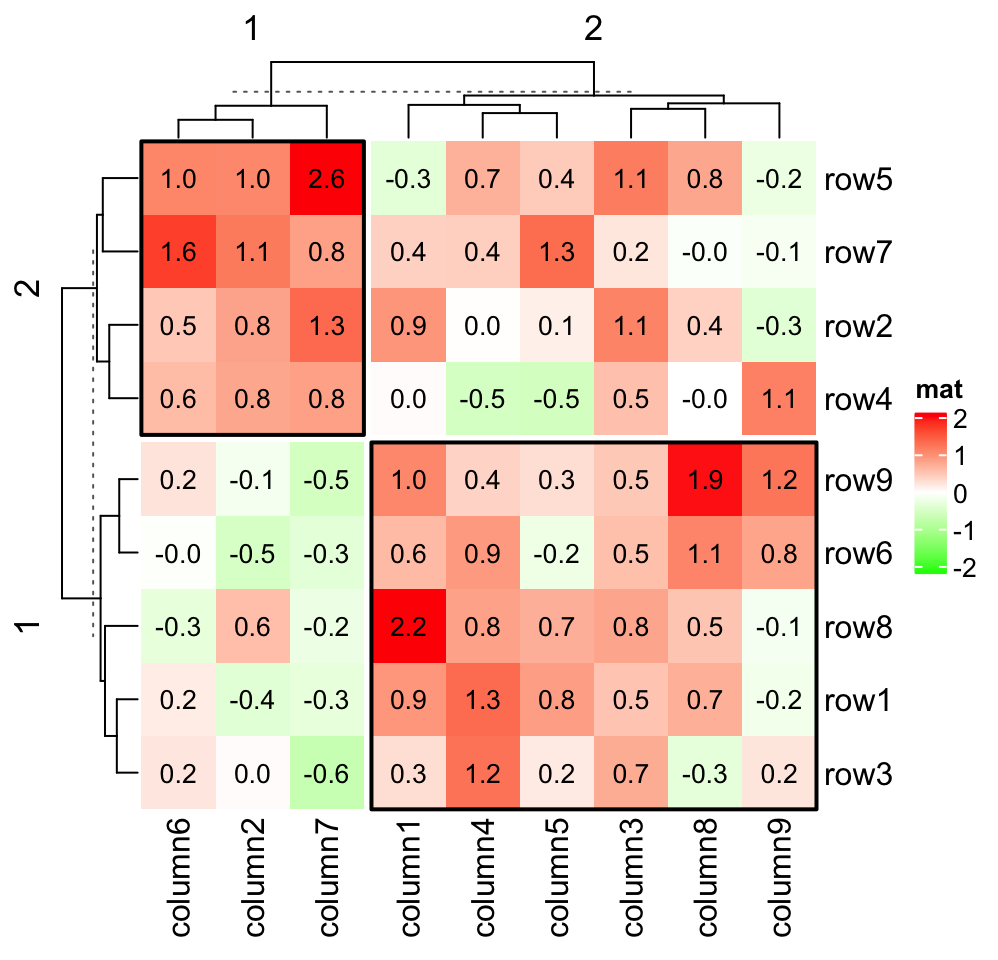 1 2
1.0 1.0 2.6 -0.3 0.7 0.4 1.1 0.8 -0.2 row5
1.6 1.1 0.8 0.4 0.4 1.3 0.2 -0.0 -0.1 row7
2
0.5 0.8 1.3 0.9 0.0 0.1 1.1 0.4 -0.3 row2
0.6 0.8 0.8 0.0 -0.5 -0.5 0.5 -0.0 1.1 row4
0.2 -0.1 -0.5 1.0 0.4 0.3 0.5 1.9 1.2 row9
-0.0 -0.5 -0.3 0.6 0.9 -0.2 0.5 1.1 0.8 row6
1
-0.3 0.6 -0.2 2.2 0.8 0.7 0.8 0.5 -0.1 row8
0.2 -0.4 -0.3 0.9 1.3 0.8 0.5 0.7 -0.2 row1
0.2 0.0 -0.6 0.3 1.2 0.2 0.7 -0.3 0.2 row3
column6 column2 column7 column1 column4 column5 column3 column8 column9
mat
2
1
0
-1
-2